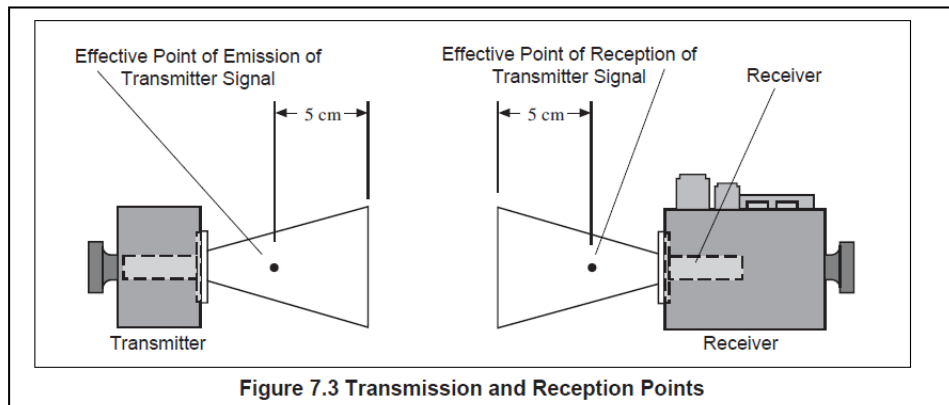 Effective Point of Emission of
Transmitter Signal
Effective Point of Reception of
Transmitter Signal
Receiver
5 cm
5 cm
Transmitter
Receiver
Figure 7.3 Transmission and Reception Points